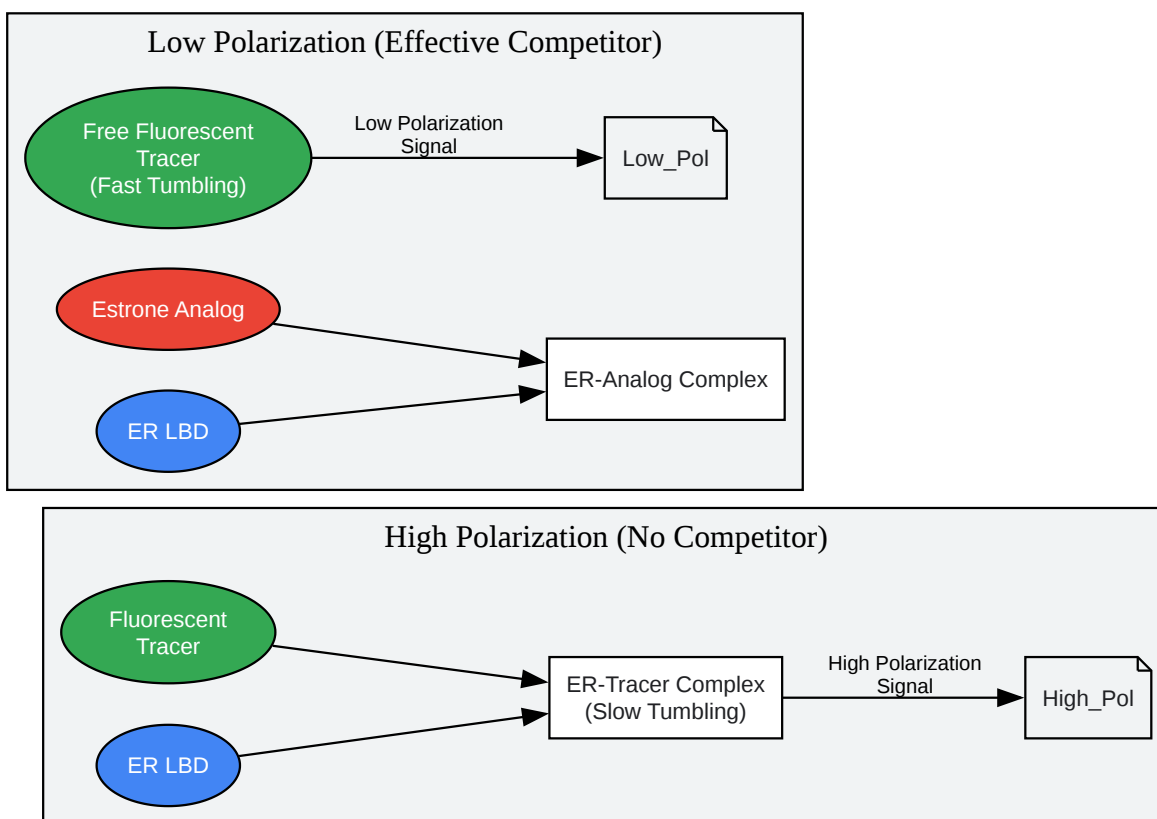 Low Polarization (Effective Competitor)
Free Fluorescent
Tracer
(Fast Tumbling)
Low Polarization
Signal
Low_Pol
Estrone Analog
ER LBD
ER-Analog Complex
High Polarization (No Competitor)
Fluorescent
Tracer
ER LBD
ER-Tracer Complex
(Slow Tumbling)
High Polarization
Signal
High_Pol